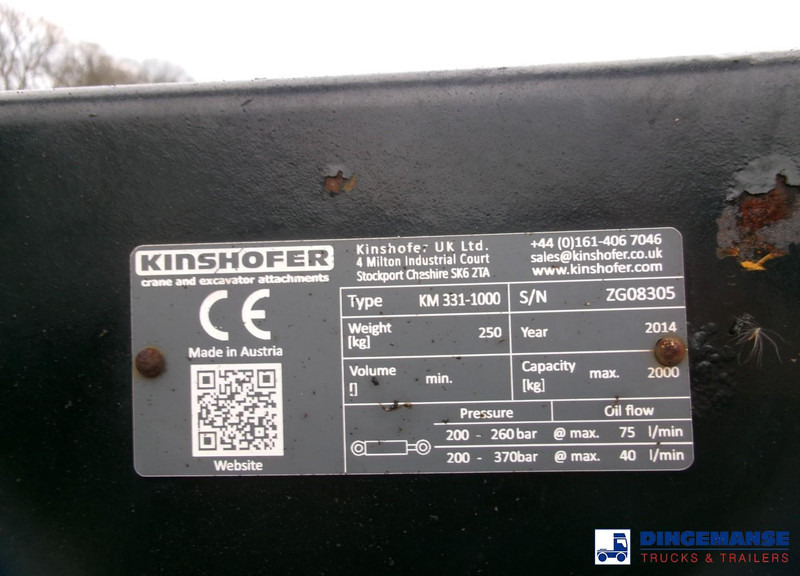 KINSHOFER
crane and excavator attachments
CE
Made in Austria
Website
Kinshofer UK Ltd.
4 Milton Industrial Court
Stockport Cheshire SK6 2TA
+44 (0)161-406 7046
sales@kinshofer.co.uk
www.kinshofer.com
Type KM 331-1000 S/N ZG08305
Weight [kg] 250 Year 2014
Volume [l] min. Capacity [kg] max. 2000
Pressure Oil flow
200 - 260bar @ max. 75 l/min
200 - 370bar @ max. 40 l/min
DINGEMANSE
TRUCKS & TRAILERS